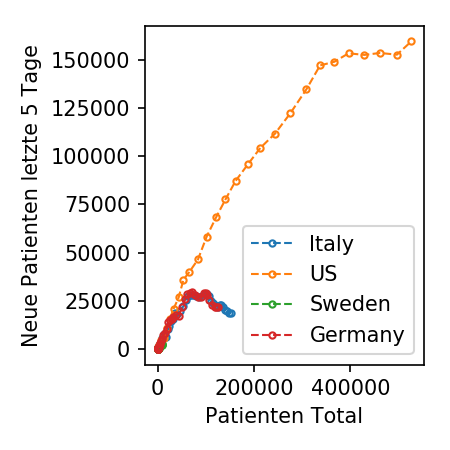 Neue Patienten letzte 5 Tage
150000
125000
100000
75000
50000
25000
0
Italy
US
Sweden
Germany
0 200000 400000
Patienten Total